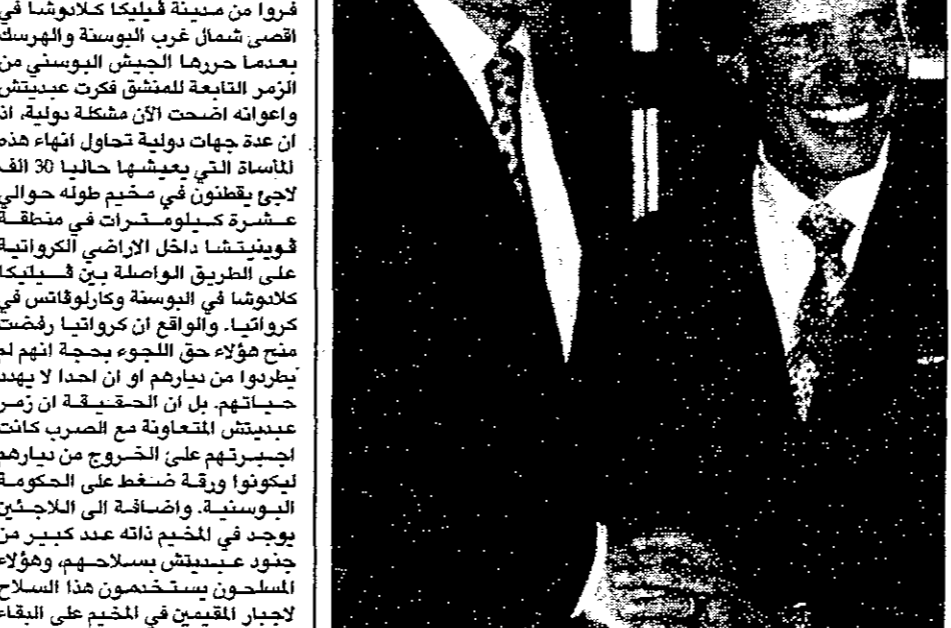 فروا من مدينة ڤيليكا كلادوشا في
اقصى شمال غرب البوسنة والهرسك
بعدما حررها الجيش البوسني من
الزمر التابعة للمنشق فكرت عبديتش
واعوانه اضحت الآن مشكلة دولية، اذ
ان عدة جهات دولية تحاول انهاء هذه
المأساة التي يعيشها حاليا 30 الف
لاجئ يقطنون في مخيم طوله حوالي
عشرة كيلومترات في منطقة
ڤوينيتشا داخل الاراضي الكرواتية
على الطريق الواصلة بين ڤيليكا
كلادوشا في البوسنة وكارلوڤاتس في
كرواتيا. والواقع ان كرواتيا رفضت
منح هؤلاء حق اللجوء بحجة انهم لم
يطردوا من ديارهم او ان احدا لا يهدد
حياتهم. بل ان الحقيقة ان زمر
عبديتش المتعاونة مع الصرب كانت
اجبرتهم على الخروج من ديارهم
ليكونوا ورقة ضغط على الحكومة
البوسنية. واضافة الى اللاجئين
يوجد في المخيم ذاته عدد كبير من
جنود عبديتش بسلاحهم، وهؤلاء
المسلحون يستخدمون هذا السلاح
لاجبار المقيمين في المخيم على البقاء